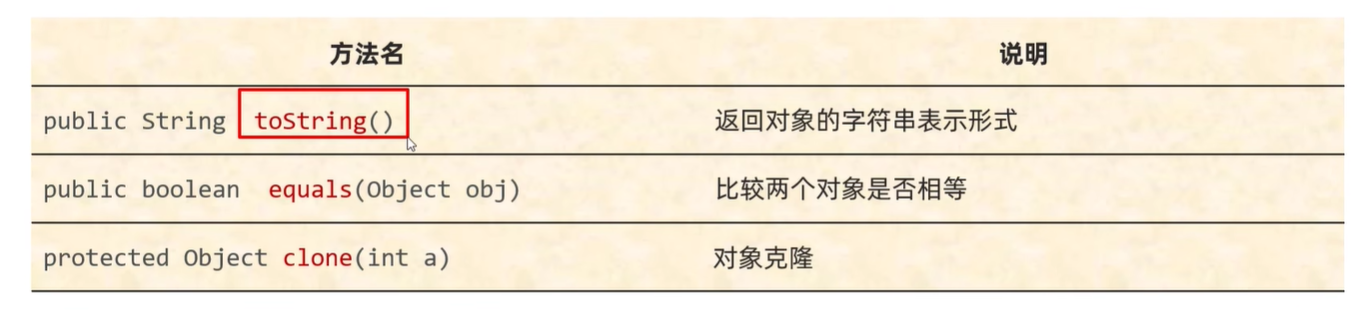 方法名 说明
public String toString() 返回对象的字符串表示形式
public boolean equals(Object obj) 比较两个对象是否相等
protected Object clone(int a) 对象克隆